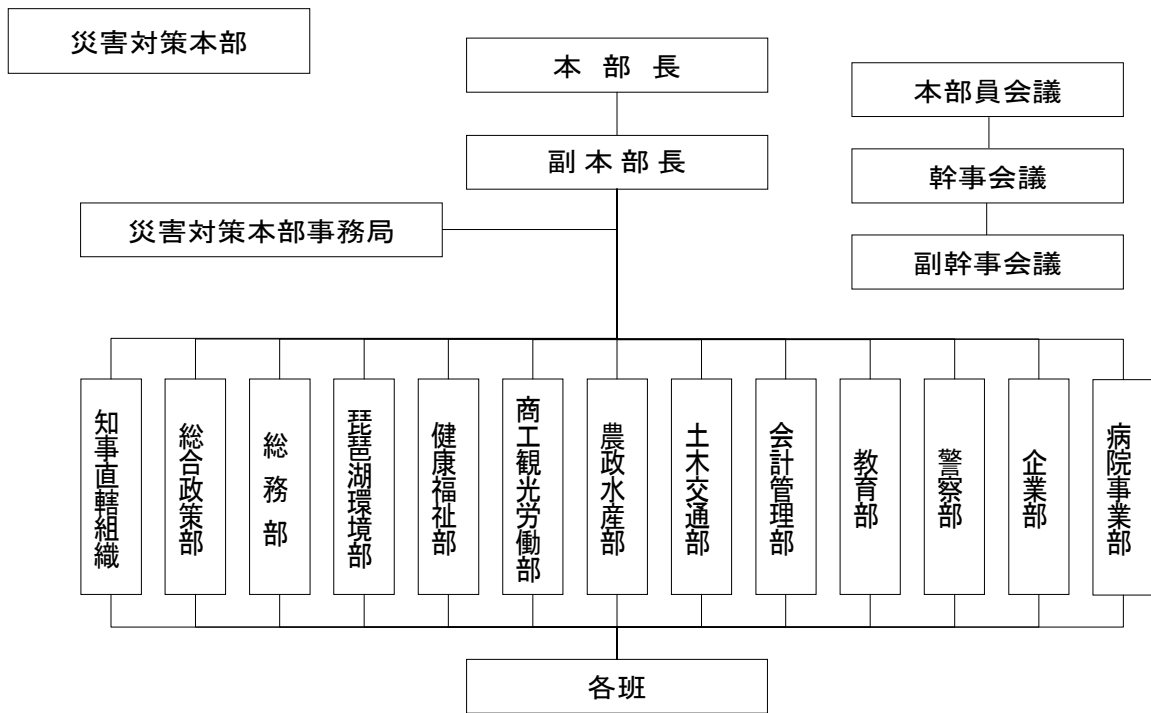 災害対策本部
本部長
本部員会議
副本部長
幹事会議
災害対策本部事務局
副幹事会議
知事直轄組織
総合政策部
総務部
琵琶湖環境部
健康福祉部
商工観光労働部
農政水産部
土木交通部
会計管理部
教育部
警察部
企業部
病院事業部
各班